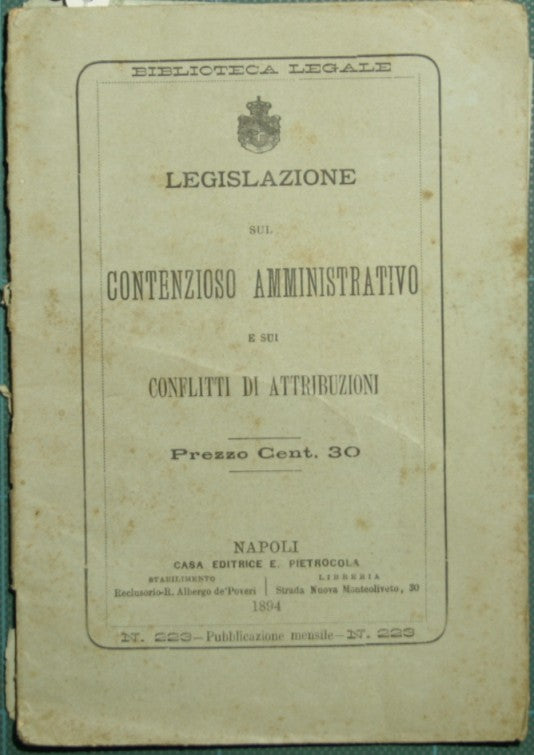 BIBLIOTECA LEGALE
LEGISLAZIONE
SUL
CONTENZIOSO AMMINISTRATIVO
E SUI
CONFLITTI DI ATTRIBUZIONI
Prezzo Cent. 30
NAPOLI
CASA EDITRICE E. PIETROCOLA
STABILIMENTO
Reclusorio-R. Albergo de' Poveri
LIBRERIA
Strada Nuova Monteoliveto, 30
1894
N. 223—Pubblicazione mensile—N. 223